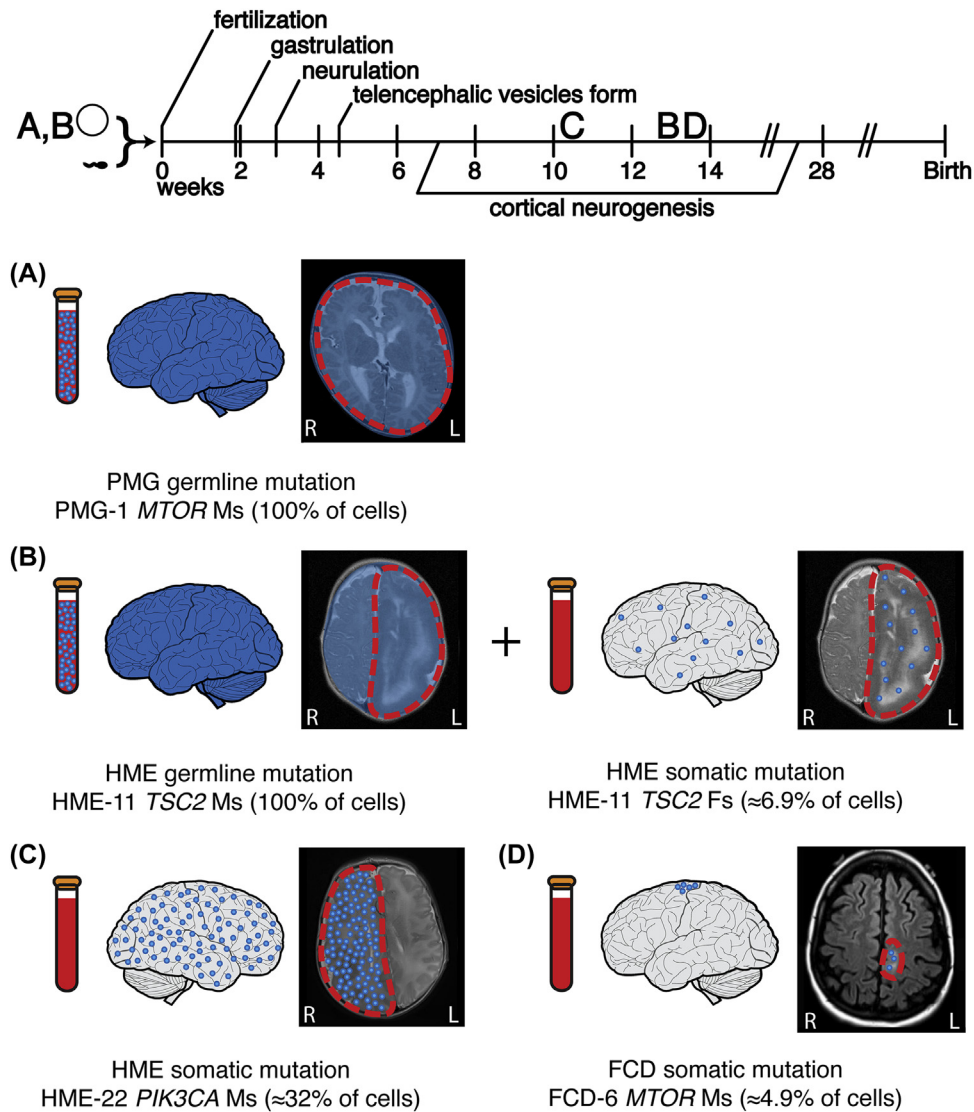 fertilization
gastrulation
neurulation
telencephalic vesicles form
A,B
C
B D
0 2 4 6 8 10 12 14 28 Birth
weeks
cortical neurogenesis
(A)
R L
PMG germline mutation
PMG-1 MTOR Ms (100% of cells)
(B)
R L
+
R L
HME germline mutation
HME-11 TSC2 Ms (100% of cells)
HME somatic mutation
HME-11 TSC2 Fs (≈6.9% of cells)
(C)
R L
HME somatic mutation
HME-22 PIK3CA Ms (≈32% of cells)
(D)
R L
FCD somatic mutation
FCD-6 MTOR Ms (≈4.9% of cells)